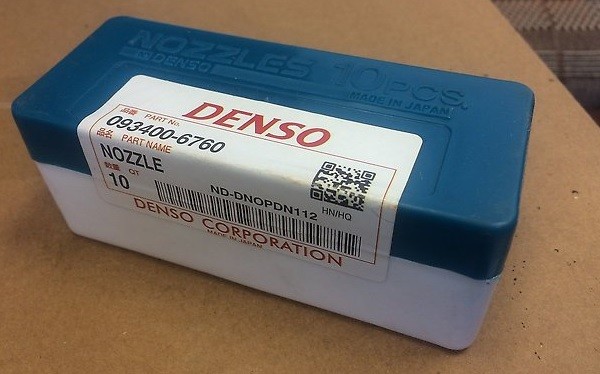 NOZZLES 10PCS.
DENSO
MADE IN JAPAN
DENSO
品番 PART No.
093400-6760
品名 PART NAME
NOZZLE
数量 QT
10
ND-DNOPDN112
HN/HQ
DENSO CORPORATION
MADE IN JAPAN